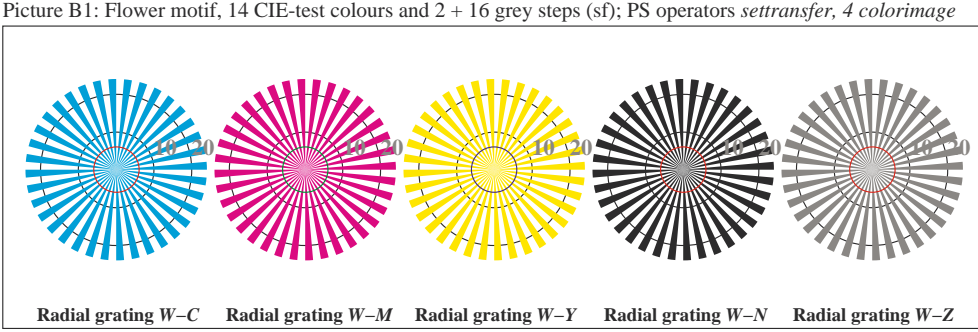 Picture B1: Flower motif, 14 CIE-test colours and 2 + 16 grey steps (sf); PS operators settransfer, 4 colorimage
10 20 10 20 10 20 10 20 10 20
Radial grating W–C Radial grating W–M Radial grating W–Y Radial grating W–N Radial grating W–Z